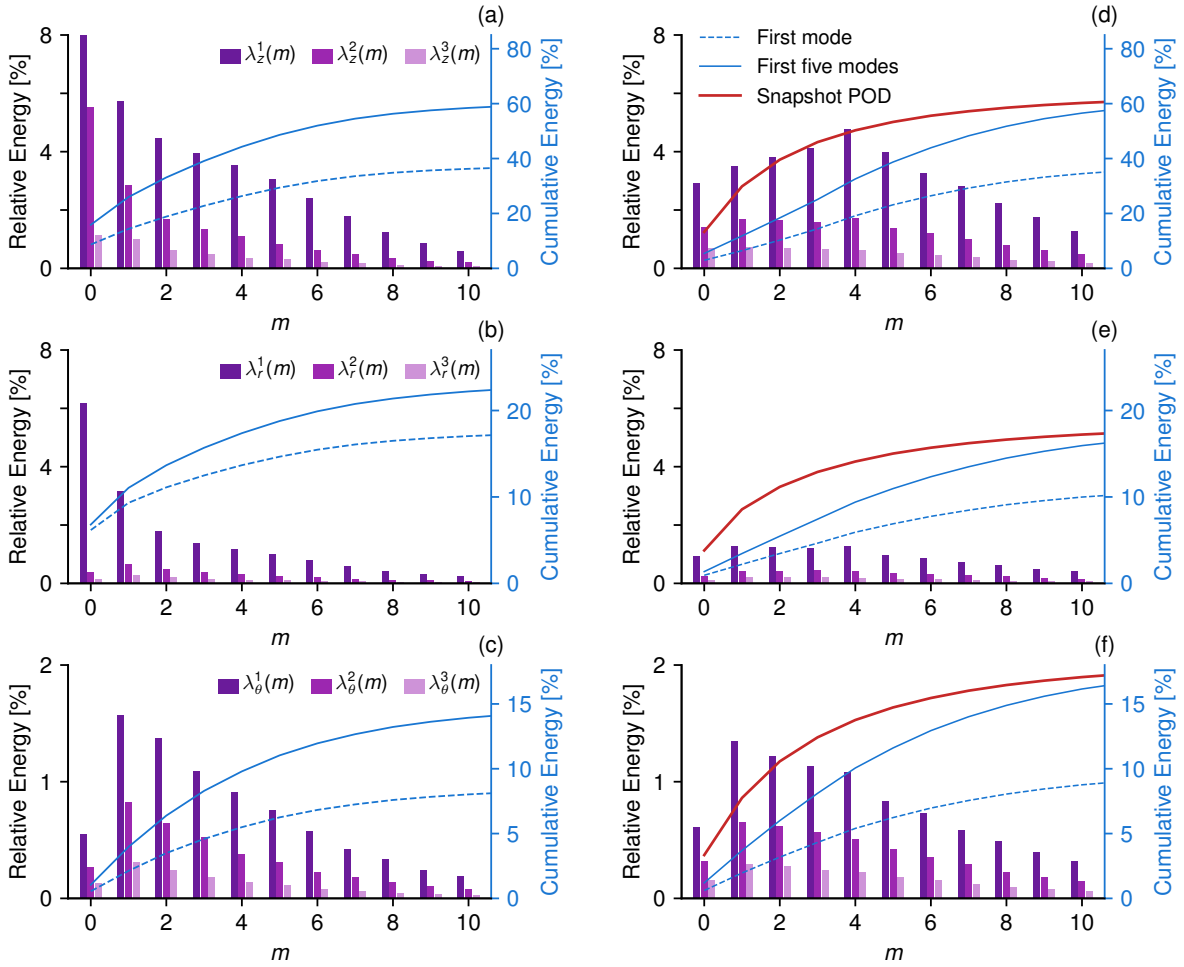 (a)
Relative Energy [%]
8
4
0
λ_z^1(m) λ_z^2(m) λ_z^3(m)
80
60
40
20
0
Cumulative Energy [%]
0 2 4 6 8 10
m
(d)
Relative Energy [%]
8
4
0
First mode
First five modes
Snapshot POD
80
60
40
20
0
Cumulative Energy [%]
0 2 4 6 8 10
m
(b)
Relative Energy [%]
8
4
0
λ_r^1(m) λ_r^2(m) λ_r^3(m)
20
10
0
Cumulative Energy [%]
0 2 4 6 8 10
m
(e)
Relative Energy [%]
8
4
0
20
10
0
Cumulative Energy [%]
0 2 4 6 8 10
m
(c)
Relative Energy [%]
2
1
0
λ_θ^1(m) λ_θ^2(m) λ_θ^3(m)
15
10
5
0
Cumulative Energy [%]
0 2 4 6 8 10
m
(f)
Relative Energy [%]
2
1
0
15
10
5
0
Cumulative Energy [%]
0 2 4 6 8 10
m